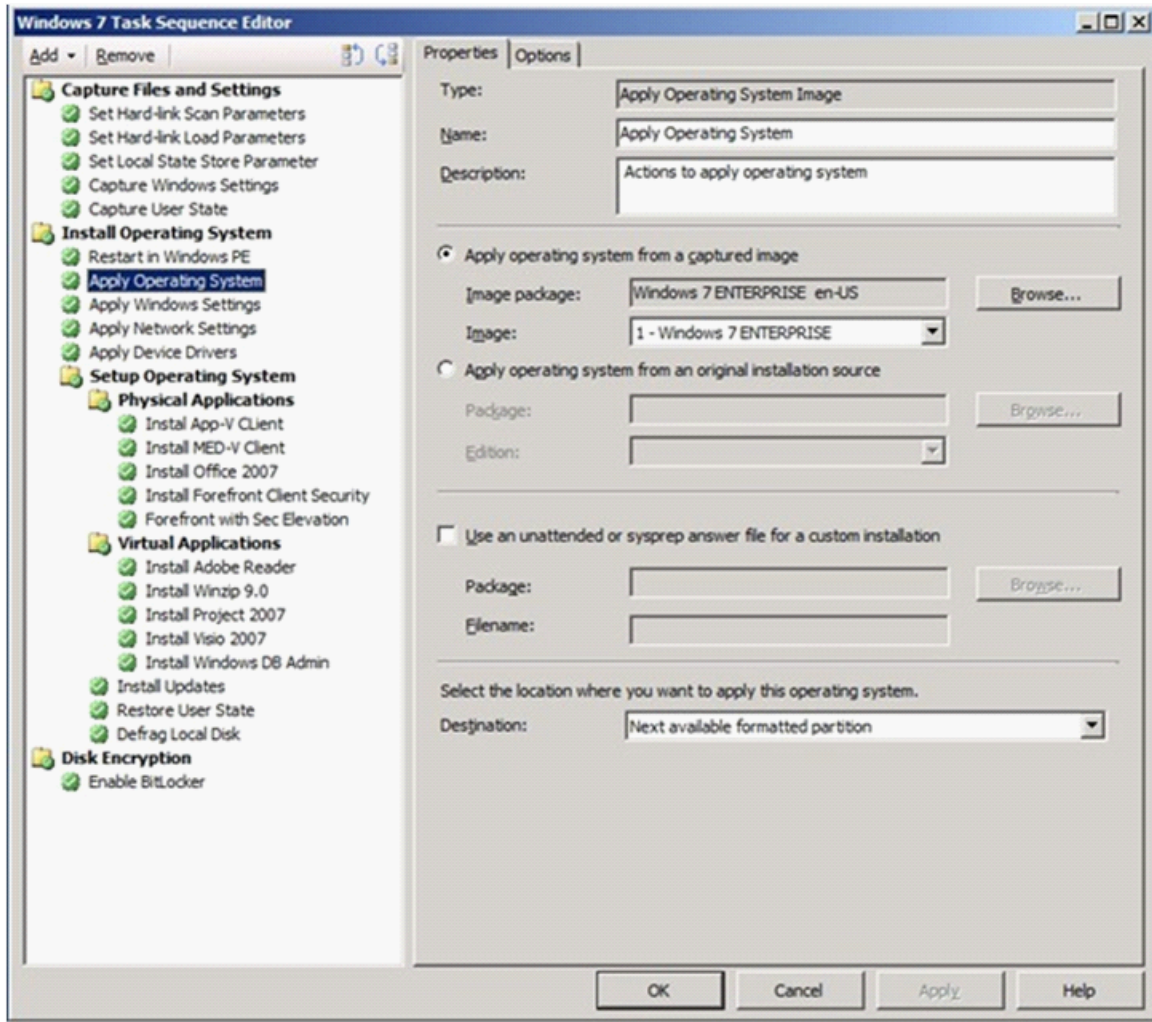 Windows 7 Task Sequence Editor
Add Remove
Capture Files and Settings
Set Hard-link Scan Parameters
Set Hard-link Load Parameters
Set Local State Store Parameter
Capture Windows Settings
Capture User State
Install Operating System
Restart in Windows PE
Apply Operating System
Apply Windows Settings
Apply Network Settings
Apply Device Drivers
Setup Operating System
Physical Applications
Instal App-V CLient
Install MED-V Client
Install Office 2007
Install Forefront Client Security
Forefront with Sec Elevation
Virtual Applications
Install Adobe Reader
Install Winzip 9.0
Install Project 2007
Install Visio 2007
Install Windows DB Admin
Install Updates
Restore User State
Defrag Local Disk
Disk Encryption
Enable BitLocker
Properties Options
Type: Apply Operating System Image
Name: Apply Operating System
Description: Actions to apply operating system
Apply operating system from a captured image
Image package: Windows 7 ENTERPRISE en-US Browse...
Image: 1 - Windows 7 ENTERPRISE
Apply operating system from an original installation source
Package: Browse...
Edition:
Use an unattended or sysprep answer file for a custom installation
Package: Browse...
Filename:
Select the location where you want to apply this operating system.
Destination: Next available formatted partition
OK Cancel Apply Help